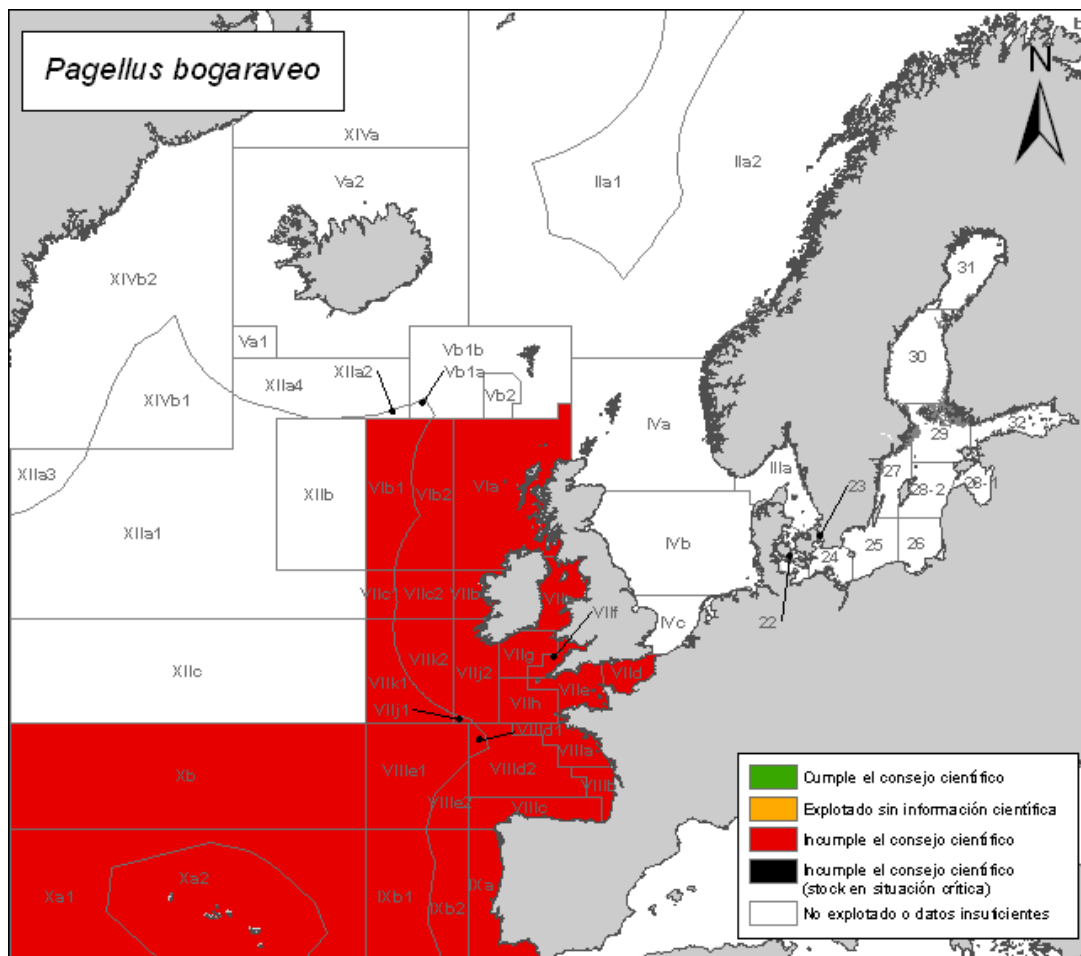 Pagellus bogaraveo
N
XIVa
Va2
IIa1
IIa2
XIVb2
31
Va1
Vb1b
XIIa2
Vb1a
30
XIIa4
Vb2
XIVb1
IVa
29
32
XIIa3
IIIa
23
27
28-2
28-1
XIIb
VIb1
VIb2
VIa
XIIa1
IVb
24
25
26
VIIc1
VIIc2
VIIb
VIIa
VIIf
22
IVc
XIIc
VIIk2
VIIj2
VIIg
VIIk1
VIIe
VIId
VIIh
VIIj1
VIIId1
VIIIa
Xb
VIIIe1
VIIId2
VIIIb
VIIIe2
VIIIc
Xa1
Xa2
IXb1
IXb2
IXa
Cumple el consejo científico
Explotado sin información científica
Incumple el consejo científico
Incumple el consejo científico
(stock en situación crítica)
No explotado o datos insuficientes